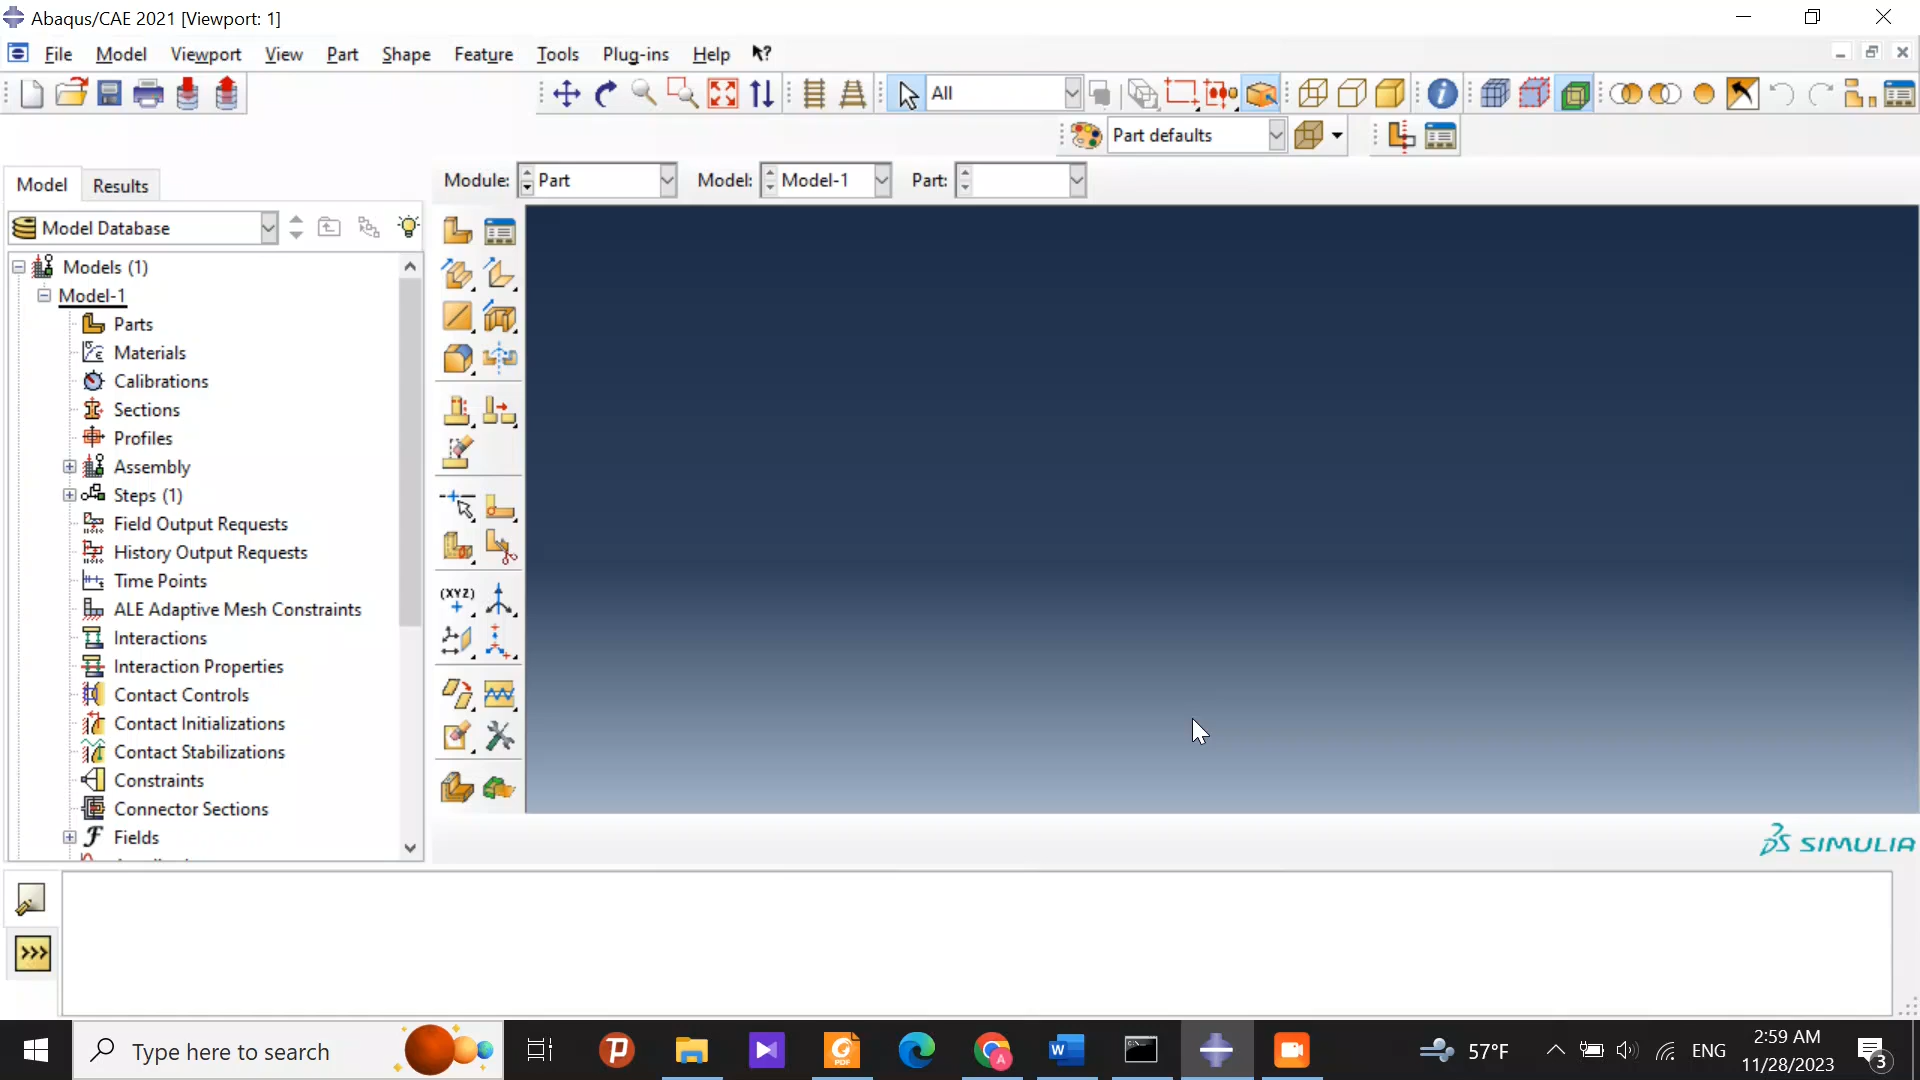 Abaqus/CAE 2021 [Viewport: 1]
File Model Viewport View Part Shape Feature Tools Plug-ins Help
All
Part defaults
Model Results
Module: Part Model: Model-1 Part:
Model Database
Models (1)
Model-1
Parts
Materials
Calibrations
Sections
Profiles
Assembly
Steps (1)
Field Output Requests
History Output Requests
Time Points
ALE Adaptive Mesh Constraints
Interactions
Interaction Properties
Contact Controls
Contact Initializations
Contact Stabilizations
Constraints
Connector Sections
Fields
(XYZ)
SIMULIA
>>>
Type here to search
57°F
ENG
2:59 AM
11/28/2023
3